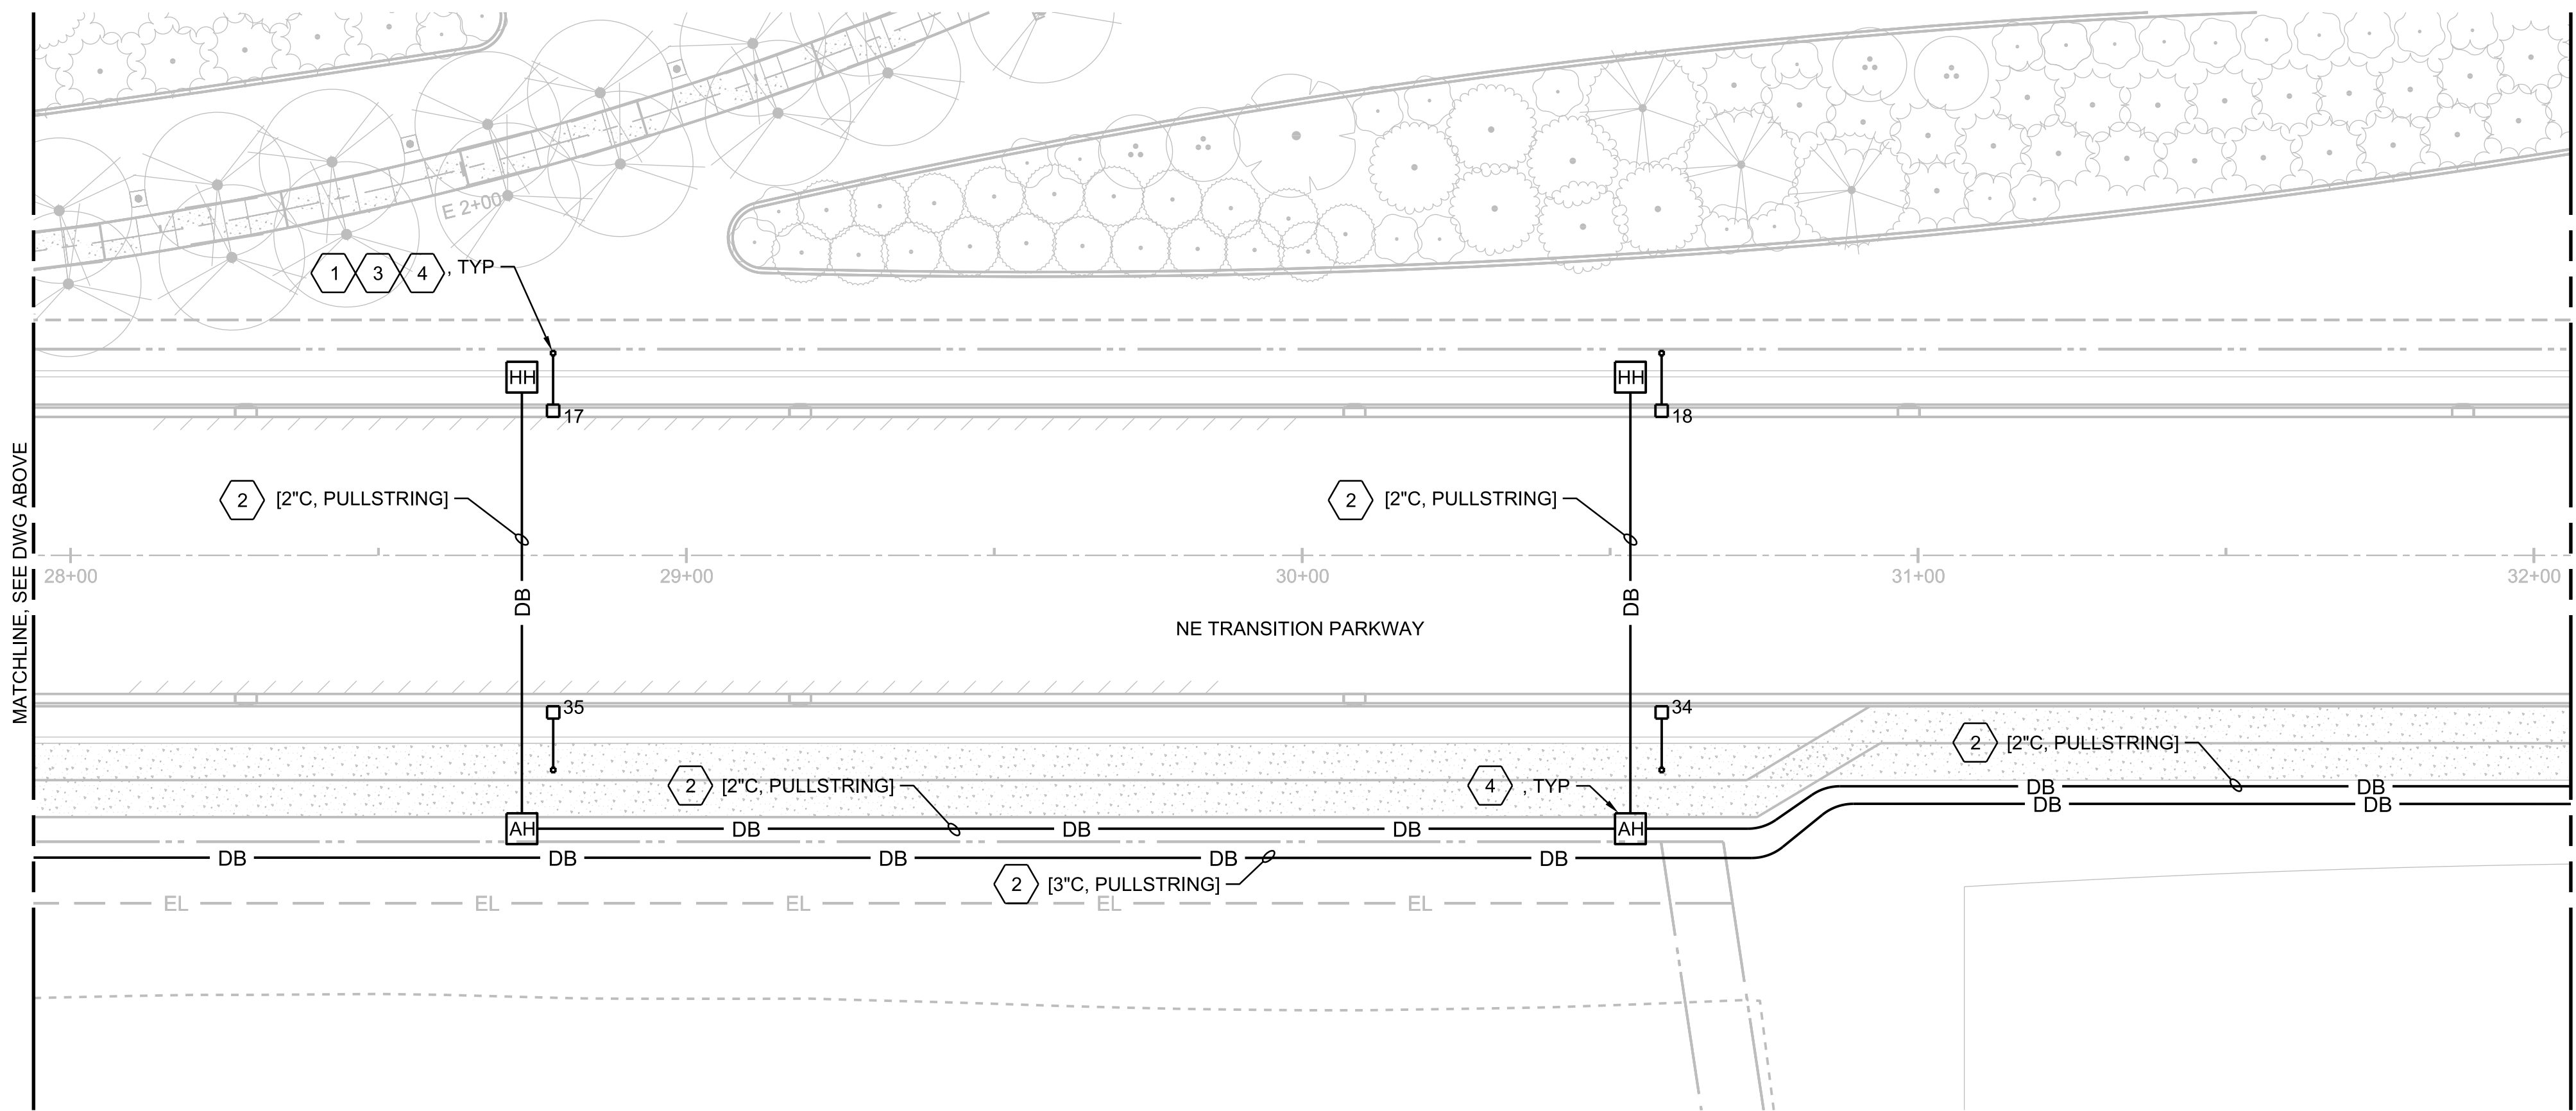 E 2+00
1 3 4 , TYP
HH
17
HH
18
MATCHLINE, SEE DWG ABOVE
2 [2"C, PULLSTRING]
2 [2"C, PULLSTRING]
28+00
29+00
30+00
31+00
32+00
DB
DB
NE TRANSITION PARKWAY
35
34
2 [2"C, PULLSTRING]
2 [2"C, PULLSTRING]
4 , TYP
DB
DB
DB
DB
AH
DB
DB
DB
AH
DB
DB
DB
DB
DB
2 [3"C, PULLSTRING]
EL
EL
EL
EL
EL